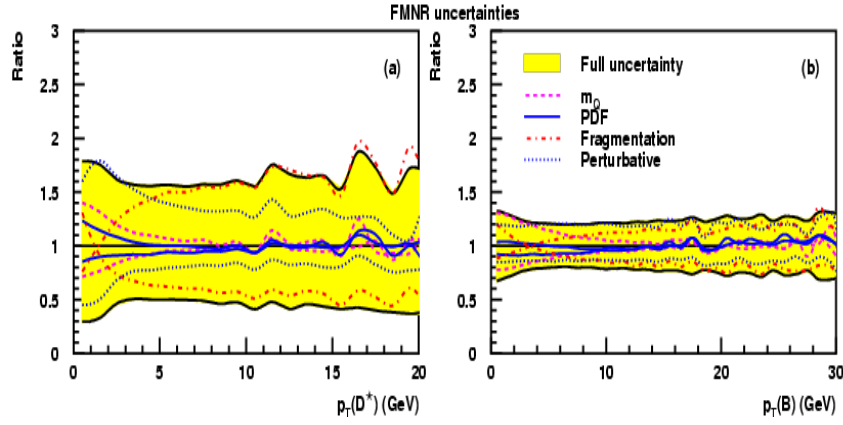 FMNR uncertainties
Ratio
3
2.5
2
1.5
1
0.5
0
(a)
0
5
10
15
20
p_T(D*) (GeV)
Ratio
3
2.5
2
1.5
1
0.5
0
(b)
Full uncertainty
m_Q
PDF
Fragmentation
Perturbative
0
10
20
30
p_T(B) (GeV)